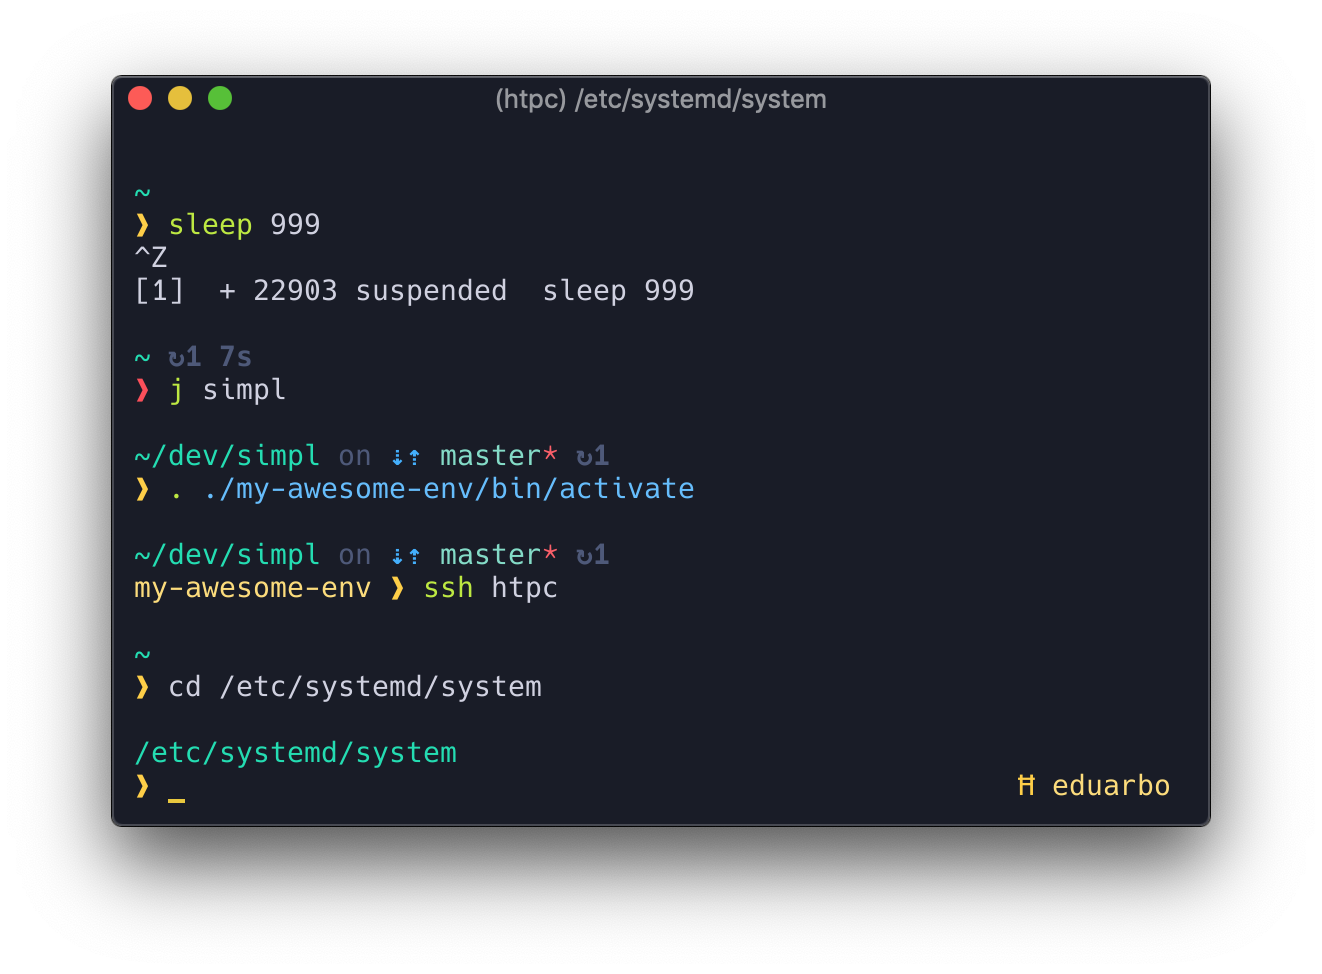 (htpc) /etc/systemd/system
~
❱ sleep 999
^Z
[1]  + 22903 suspended  sleep 999
~ ↻1 7s
❱ j simpl
~/dev/simpl on ⇣⇡ master* ↻1
❱ . ./my-awesome-env/bin/activate
~/dev/simpl on ⇣⇡ master* ↻1
my-awesome-env ❱ ssh htpc
~
❱ cd /etc/systemd/system
/etc/systemd/system
❱ _ Ħ eduarbo